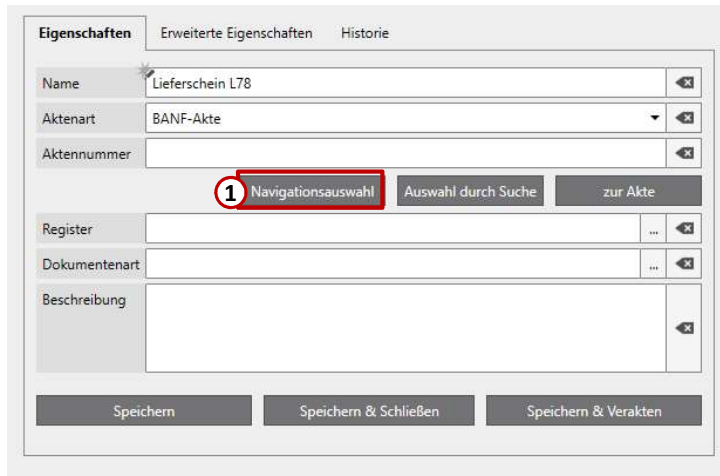 Eigenschaften Erweiterte Eigenschaften Historie
Name Lieferschein L78
Aktenart BANF-Akte
Aktennummer
1 Navigationsauswahl Auswahl durch Suche zur Akte
Register ...
Dokumentenart ...
Beschreibung
Speichern Speichern & Schließen Speichern & Verakten